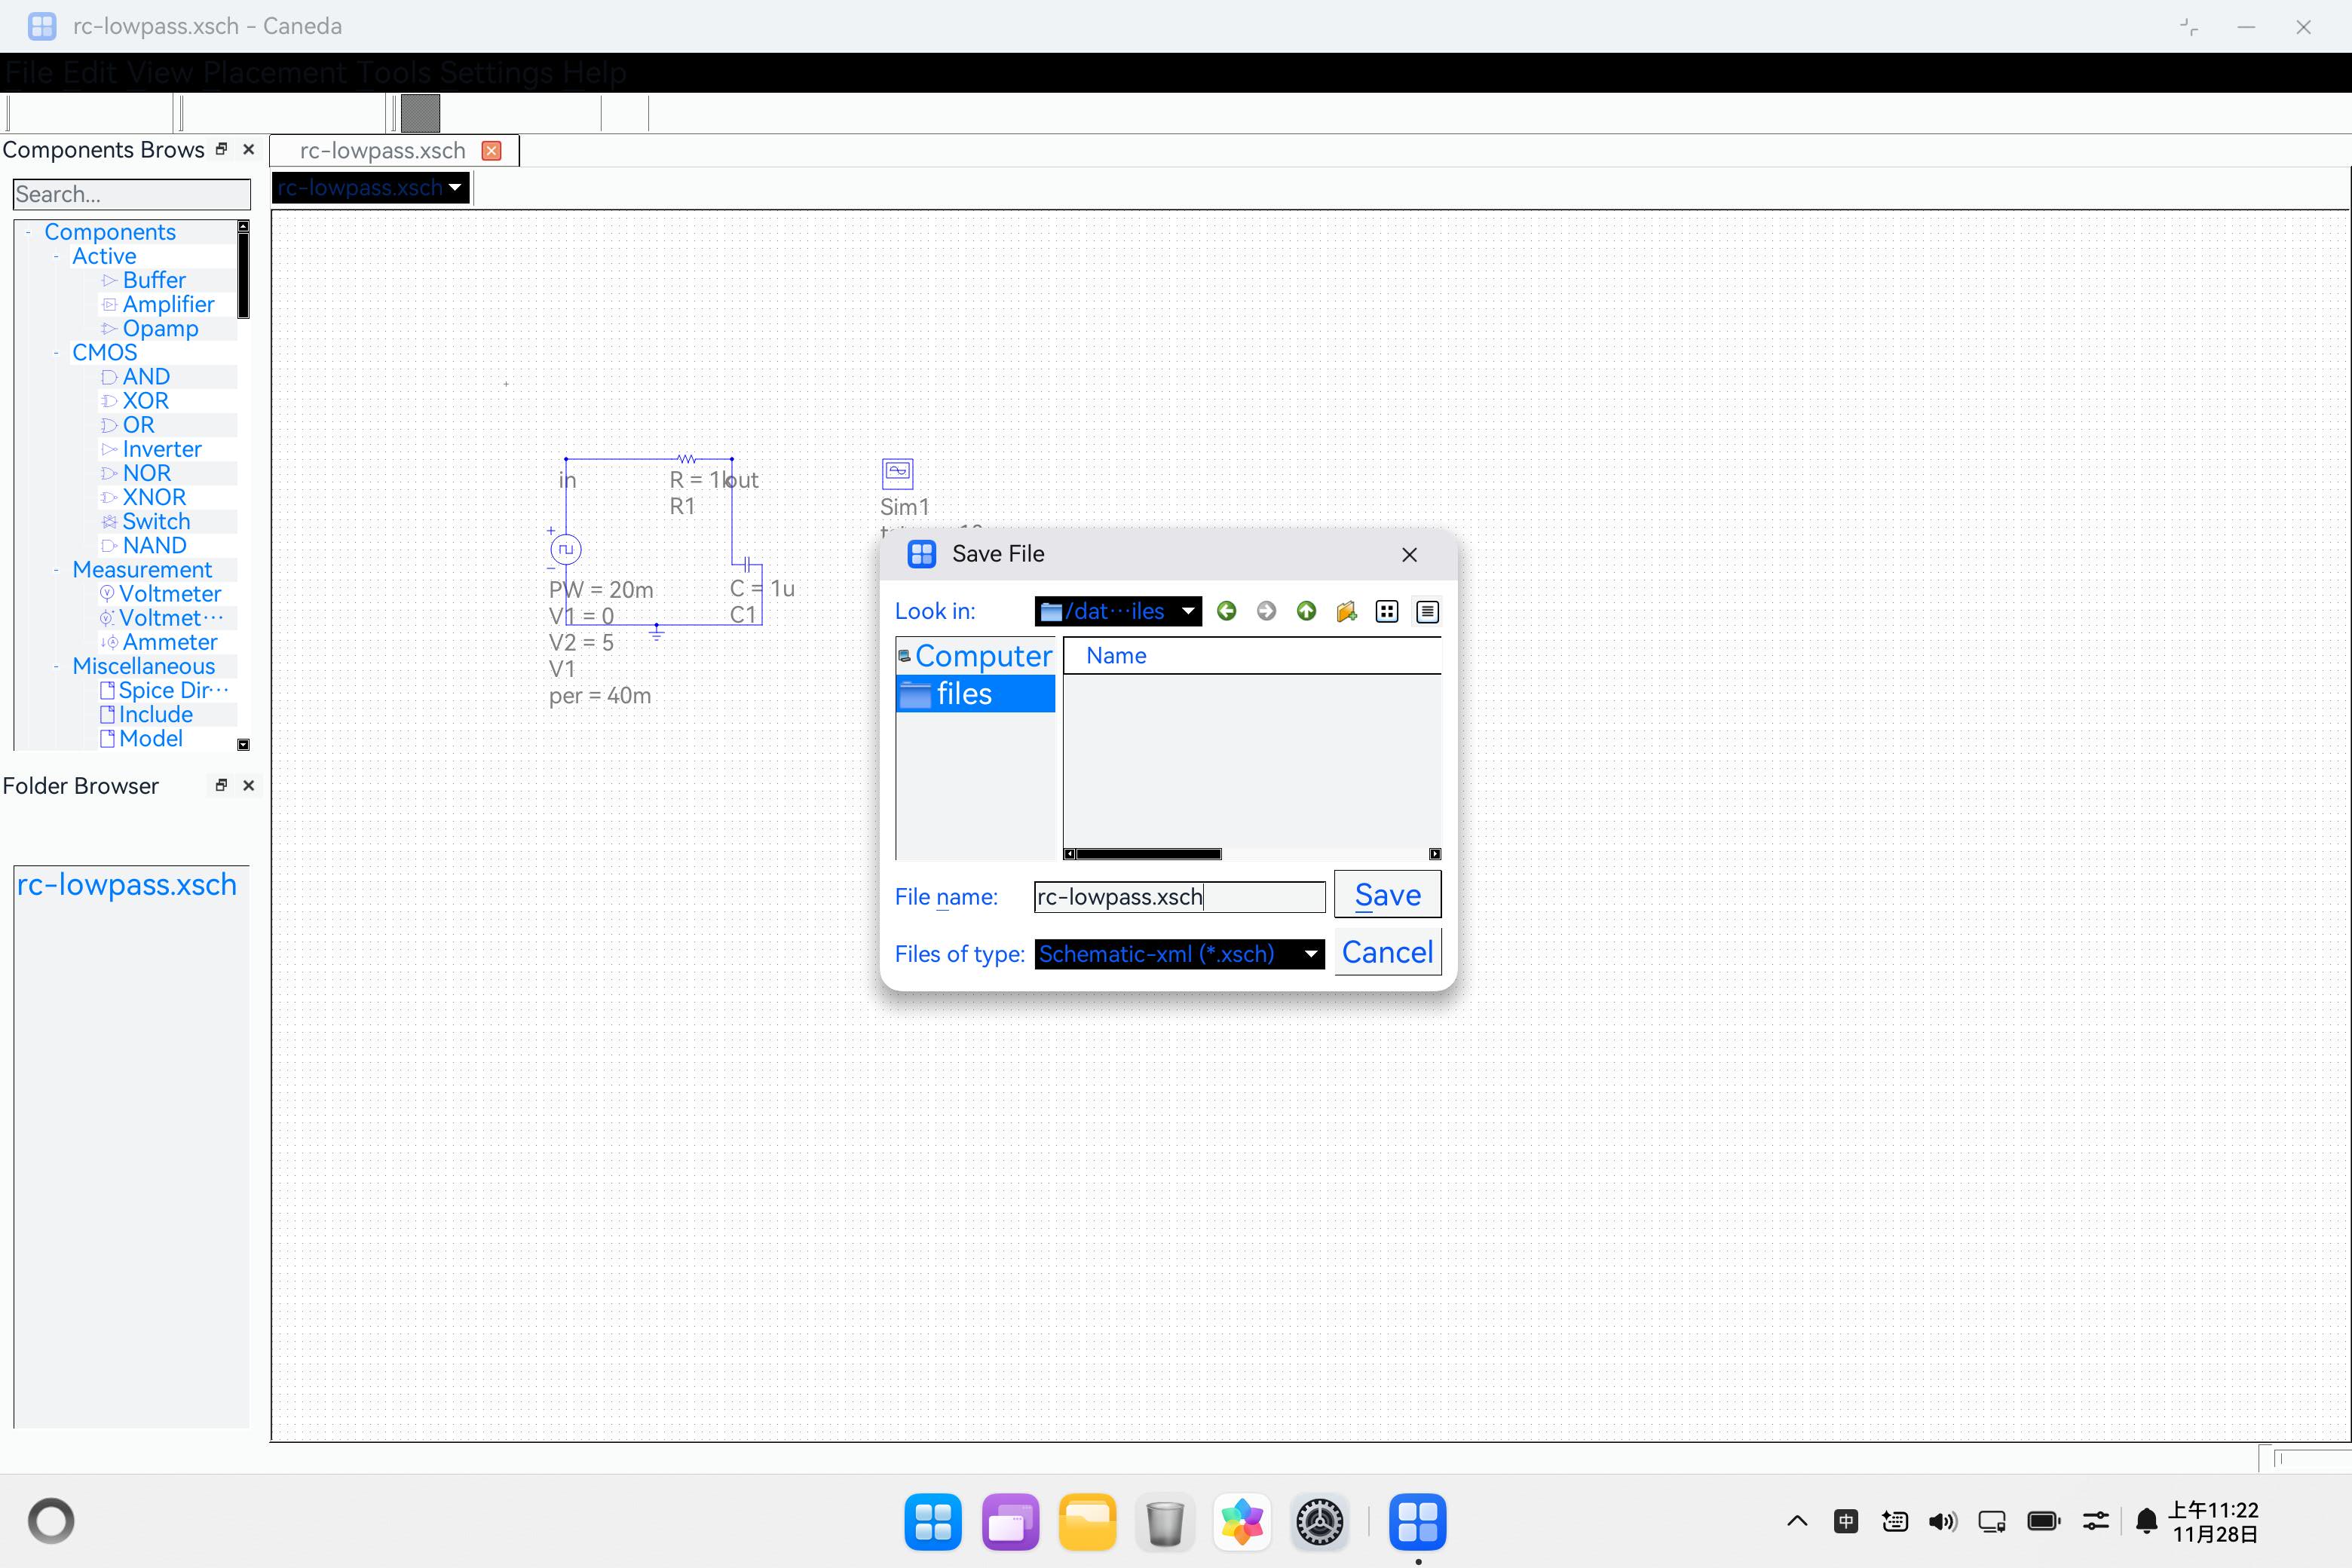 rc-lowpass.xsch - Caneda
File Edit View Placement Tools Settings Help
Components Brows
rc-lowpass.xsch
rc-lowpass.xsch
Search...
Components
Active
Buffer
Amplifier
Opamp
CMOS
AND
XOR
OR
Inverter
NOR
XNOR
Switch
NAND
Measurement
Voltmeter
Voltmet···
Ammeter
Miscellaneous
Spice Dir···
Include
Model
Folder Browser
rc-lowpass.xsch
in
R = 1k
out
R1
+
−
PW = 20m
V1 = 0
V2 = 5
V1
per = 40m
C = 1u
C1
Sim1
Save File
Look in:
/dat···iles
Computer
files
Name
File name:
rc-lowpass.xsch
Save
Files of type:
Schematic-xml (*.xsch)
Cancel
中
上午11:22
11月28日